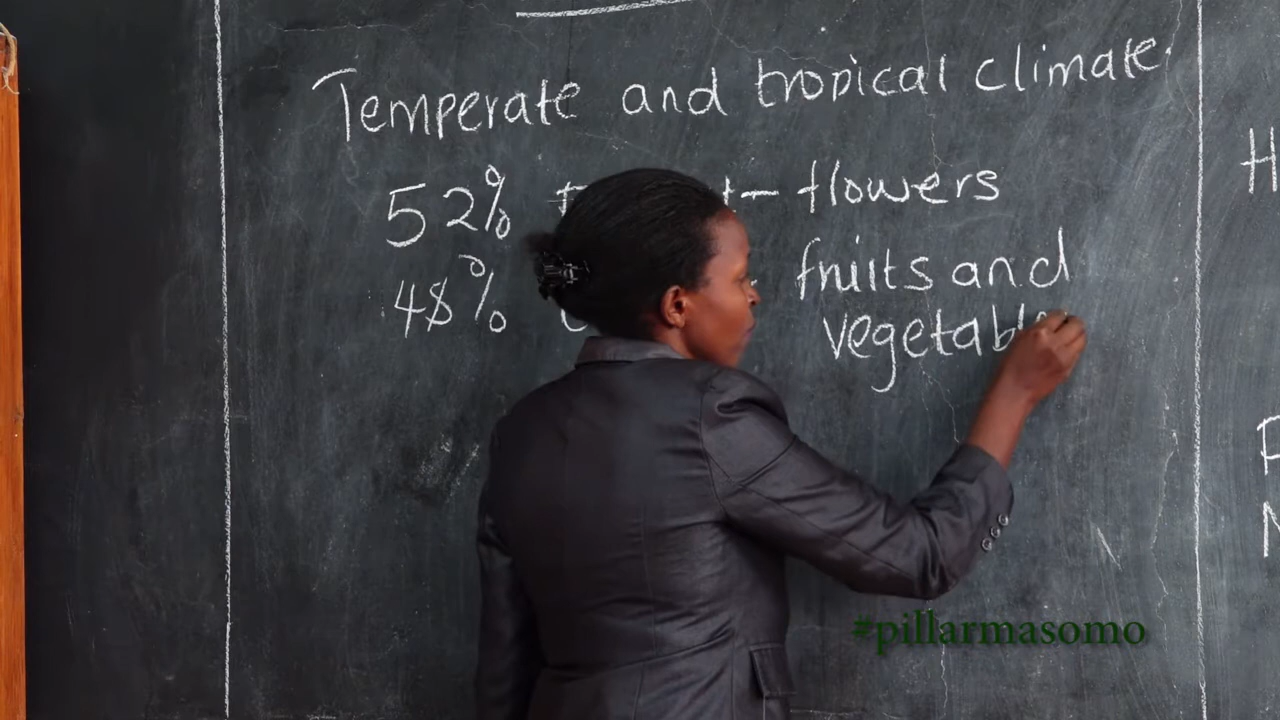 Temperate and tropical climate.
52% t — flowers
48% fruits and
vegetable
H
#pillarmasomo